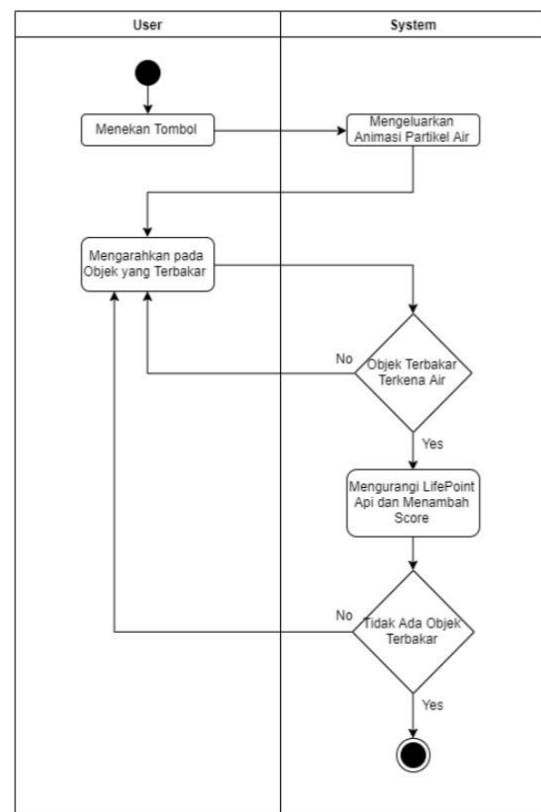 User
System
Menekan Tombol
Mengeluarkan
Animasi Partikel Air
Mengarahkan pada
Objek yang Terbakar
No
Objek Terbakar
Terkena Air
Yes
Mengurangi LifePoint
Api dan Menambah
Score
No
Tidak Ada Objek
Terbakar
Yes